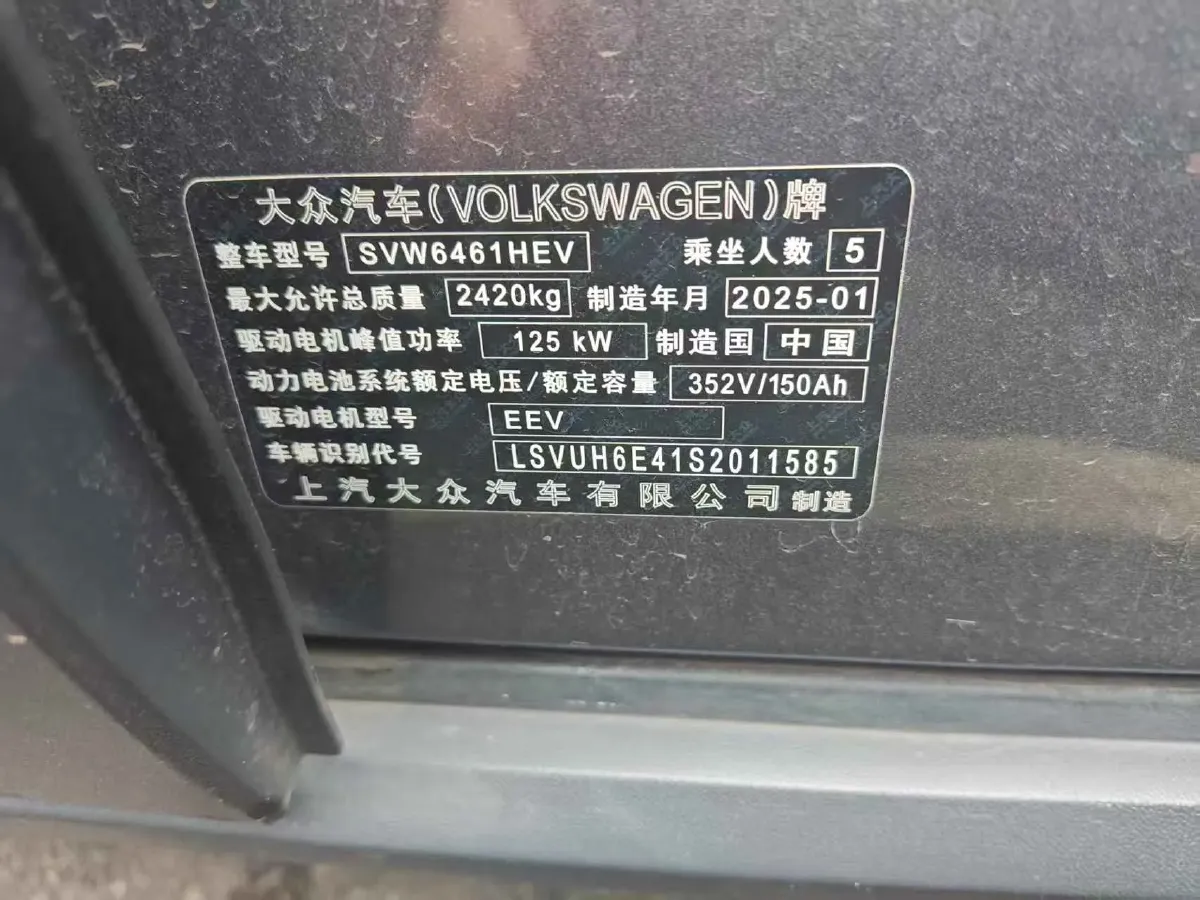 大众汽车(VOLKSWAGEN)牌
整车型号 SVW6461HEV 乘坐人数 5
最大允许总质量 2420kg 制造年月 2025-01
驱动电机峰值功率 125 kW 制造国 中国
动力电池系统额定电压/额定容量 352V/150Ah
驱动电机型号 EEV
车辆识别代号 LSVUH6E41S2011585
上汽大众汽车有限公司 制造